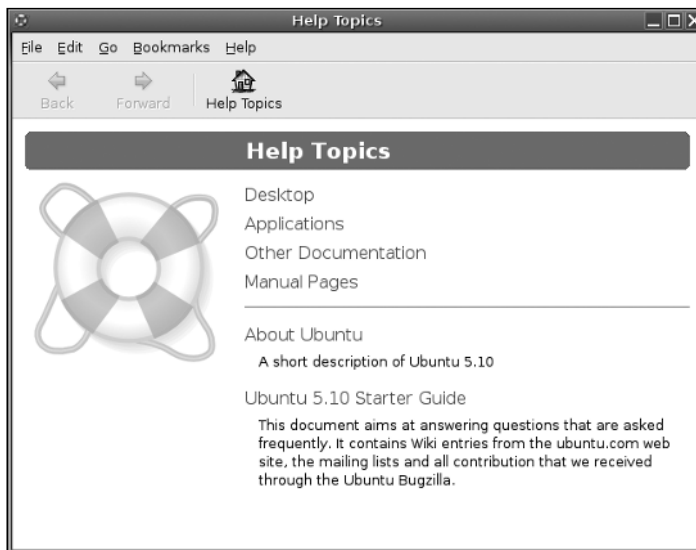 Help Topics
File Edit Go Bookmarks Help
Back Forward Help Topics
Help Topics
Desktop
Applications
Other Documentation
Manual Pages
About Ubuntu
A short description of Ubuntu 5.10
Ubuntu 5.10 Starter Guide
This document aims at answering questions that are asked
frequently. It contains Wiki entries from the ubuntu.com web
site, the mailing lists and all contribution that we received
through the Ubuntu Bugzilla.